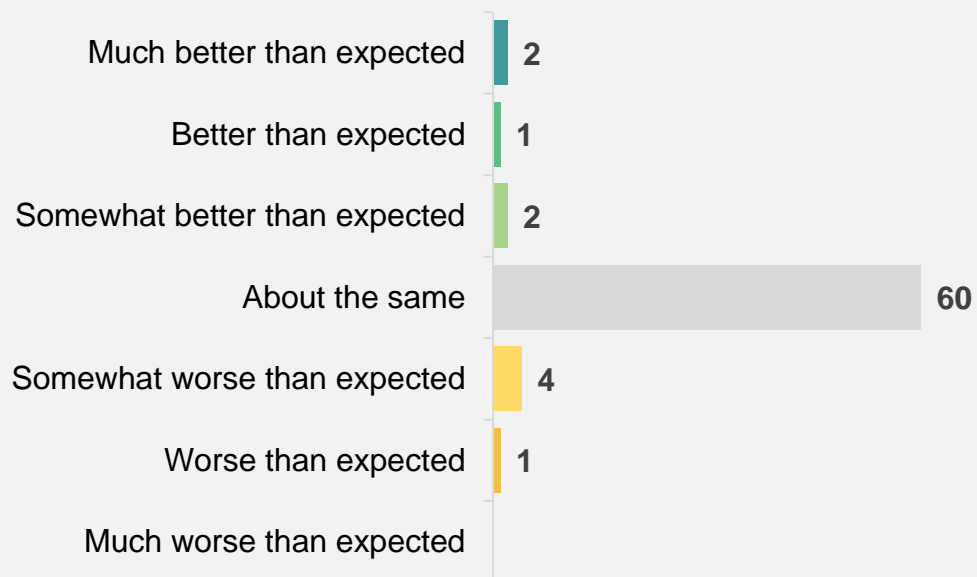 Much better than expected 2
Better than expected 1
Somewhat better than expected 2
About the same 60
Somewhat worse than expected 4
Worse than expected 1
Much worse than expected